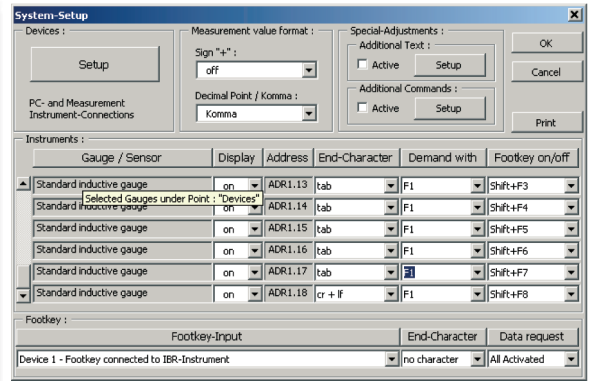 System-Setup
Devices :
Setup
PC- and Measurement
Instrument-Connections
Measurement value format :
Sign "+" :
off
Decimal Point / Komma :
Komma
Special-Adjustments :
Additional Text :
Active Setup
Additional Commands :
Active Setup
OK
Cancel
Print
Instruments :
Gauge / Sensor Display Address End-Character Demand with Footkey on/off
Standard inductive gauge on ADR1.13 tab F1 Shift+F3
Selected Gauges under Point : "Devices"
Standard inductive gauge on ADR1.14 tab F1 Shift+F4
Standard inductive gauge on ADR1.15 tab F1 Shift+F5
Standard inductive gauge on ADR1.16 tab F1 Shift+F6
Standard inductive gauge on ADR1.17 tab F1 Shift+F7
Standard inductive gauge on ADR1.18 cr + lf F1 Shift+F8
Footkey :
Footkey-Input End-Character Data request
Device 1 - Footkey connected to IBR-Instrument no character All Activated